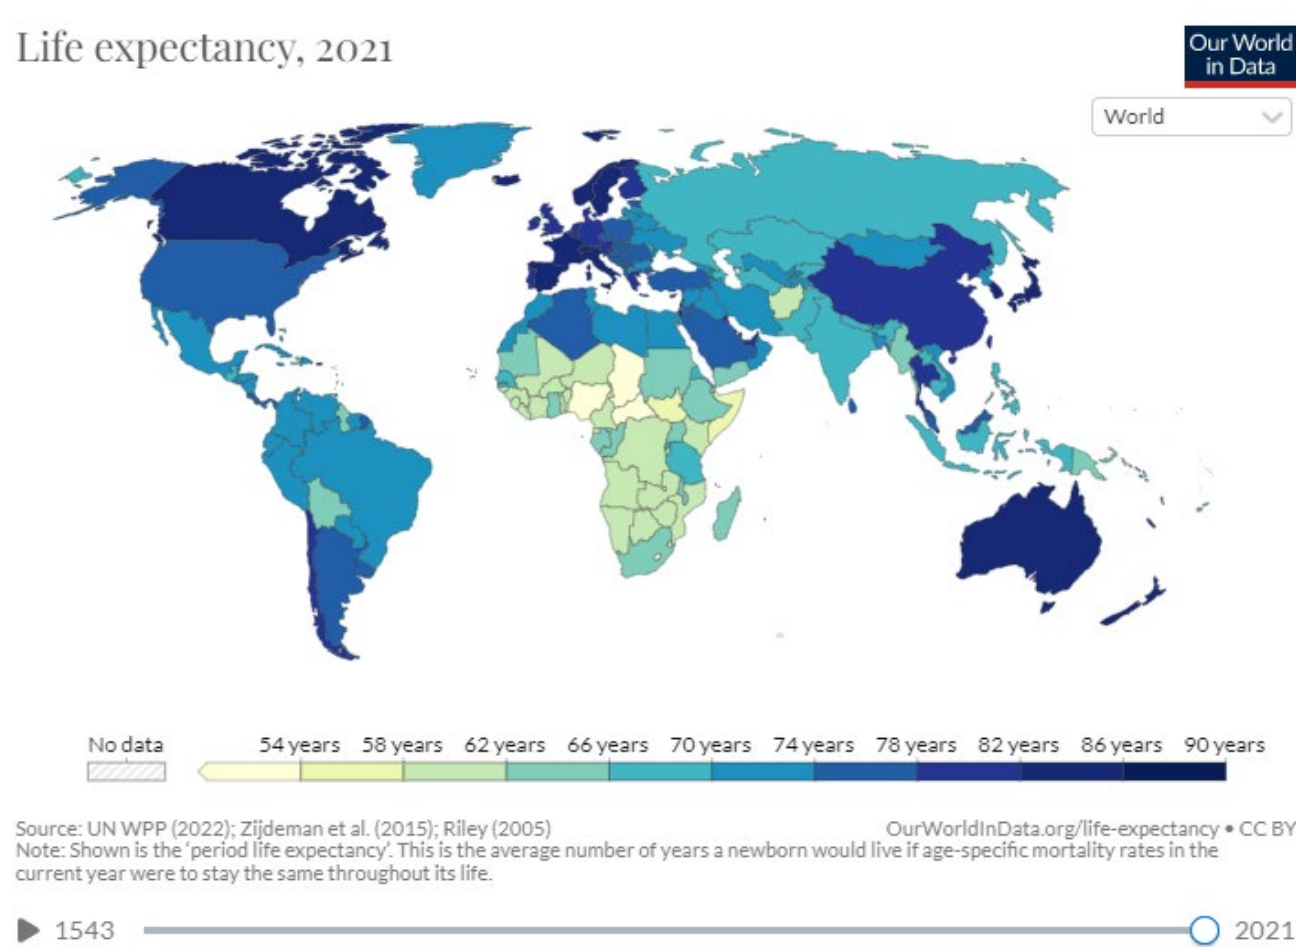 Life expectancy, 2021
Our World
in Data
World
No data
54 years 58 years 62 years 66 years 70 years 74 years 78 years 82 years 86 years 90 years
Source: UN WPP (2022); Zijdeman et al. (2015); Riley (2005)
OurWorldInData.org/life-expectancy • CC BY
Note: Shown is the 'period life expectancy'. This is the average number of years a newborn would live if age-specific mortality rates in the
current year were to stay the same throughout its life.
1543
2021